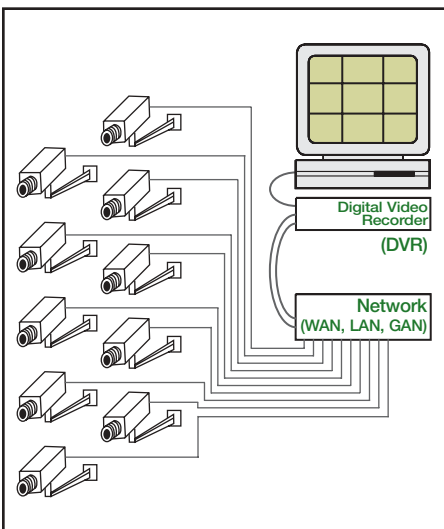 Digital Video
Recorder
(DVR)
Network
(WAN, LAN, GAN)